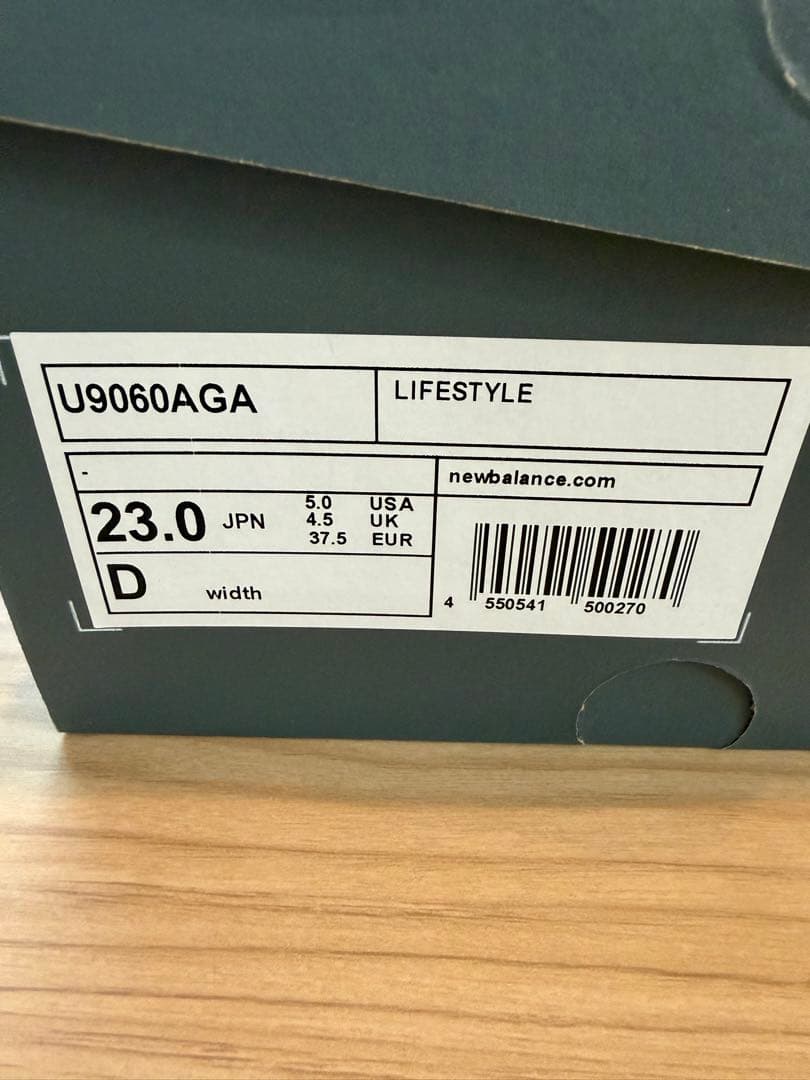 U9060AGA
LIFESTYLE
-
newbalance.com
23.0 JPN
5.0 USA
4.5 UK
37.5 EUR
D width
4 550541 500270